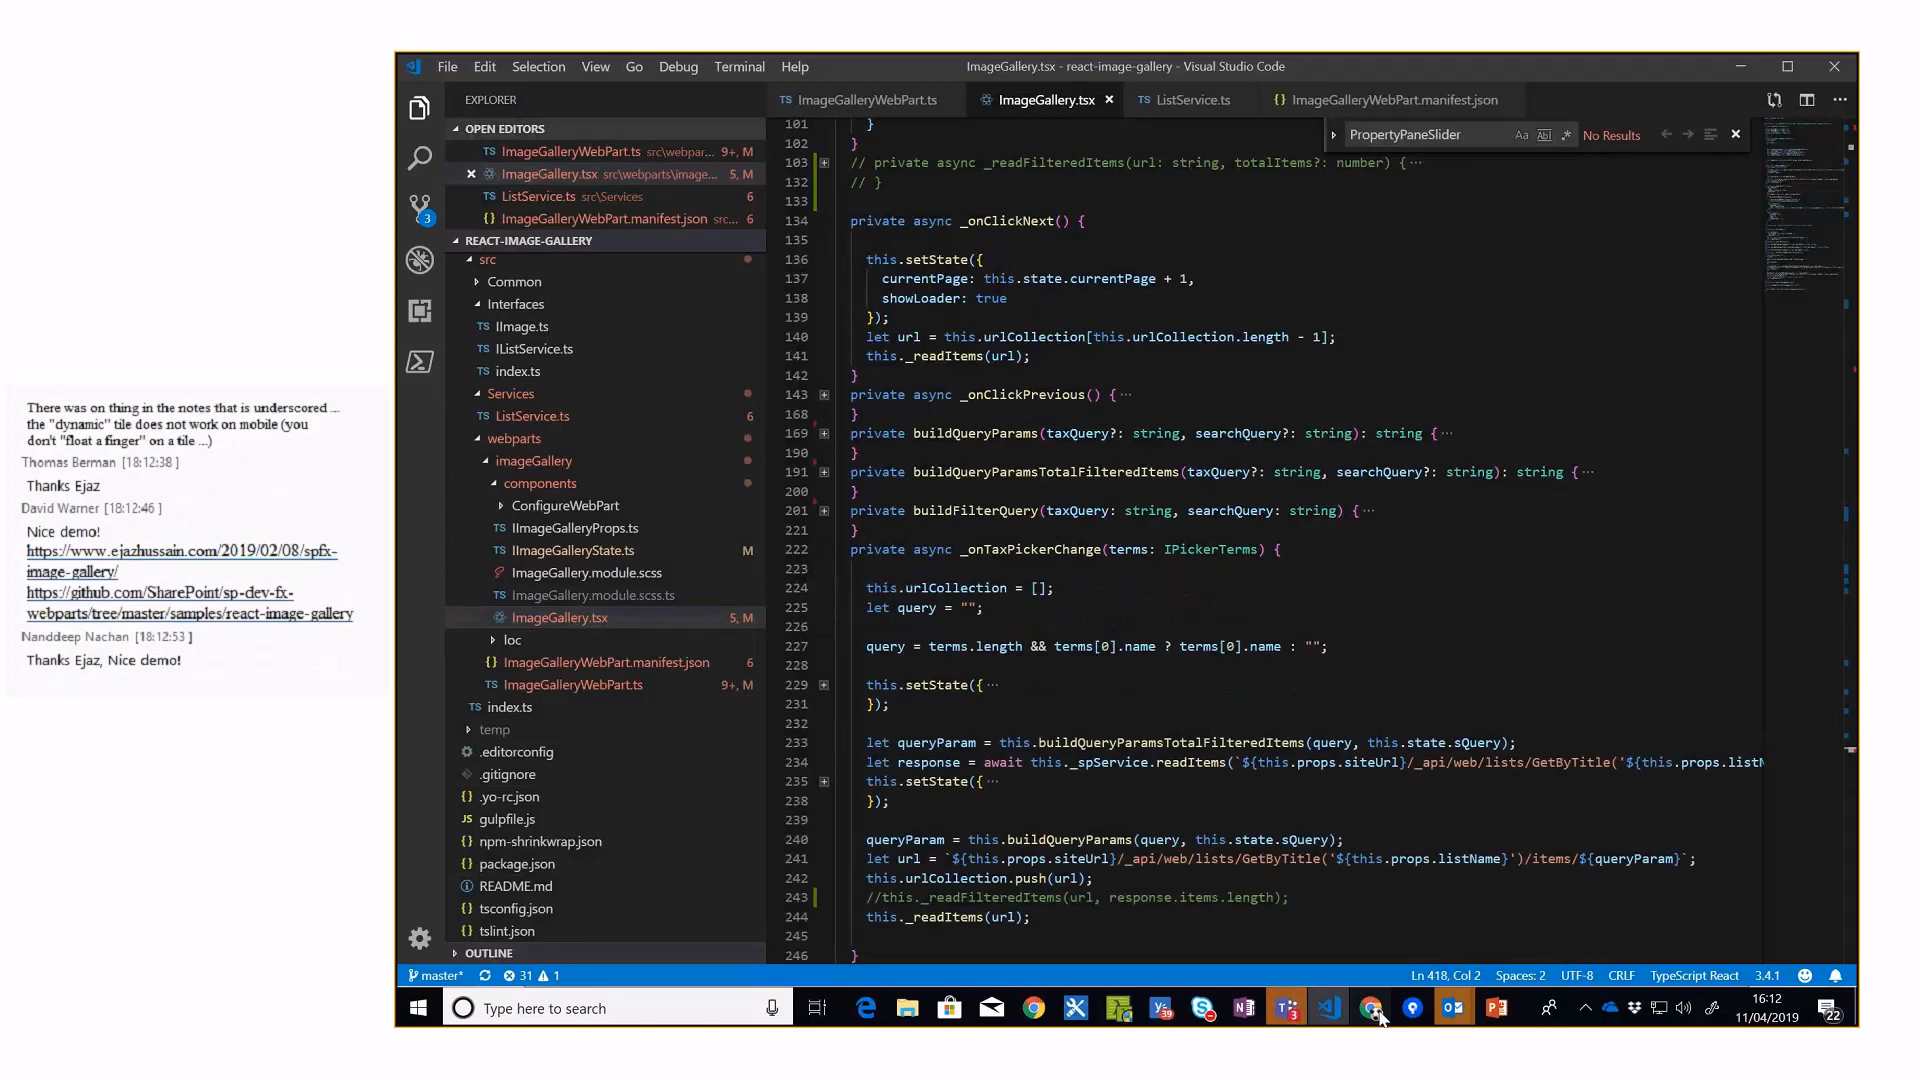 There was on thing in the notes that is underscored ...
the "dynamic" tile does not work on mobile (you
don't "float a finger" on a tile ...)
Thomas Berman [18:12:38 ]
Thanks Ejaz
David Warner [18:12:46 ]
Nice demo!
https://www.ejazhussain.com/2019/02/08/spfx-
image-gallery/
https://github.com/SharePoint/sp-dev-fx-
webparts/tree/master/samples/react-image-gallery
Nanddeep Nachan [18:12:53 ]
Thanks Ejaz, Nice demo!
File Edit Selection View Go Debug Terminal Help
ImageGallery.tsx - react-image-gallery - Visual Studio Code
EXPLORER
OPEN EDITORS
TS ImageGalleryWebPart.ts src\webpar... 9+, M
ImageGallery.tsx src\webparts\image... 5, M
TS ListService.ts src\Services 6
{} ImageGalleryWebPart.manifest.json src... 6
REACT-IMAGE-GALLERY
src
Common
Interfaces
TS IImage.ts
TS IListService.ts
TS index.ts
Services
TS ListService.ts 6
webparts
imageGallery
components
ConfigureWebPart
TS IImageGalleryProps.ts
TS IImageGalleryState.ts M
ImageGallery.module.scss
TS ImageGallery.module.scss.ts
ImageGallery.tsx 5, M
loc
{} ImageGalleryWebPart.manifest.json 6
TS ImageGalleryWebPart.ts 9+, M
TS index.ts
temp
.editorconfig
.gitignore
{} .yo-rc.json
JS gulpfile.js
{} npm-shrinkwrap.json
{} package.json
README.md
{} tsconfig.json
{} tslint.json
OUTLINE
3
TS ImageGalleryWebPart.ts
ImageGallery.tsx
TS ListService.ts
{} ImageGalleryWebPart.manifest.json
PropertyPaneSlider Aa Abl .* No Results
101 }
102 }
103 // private async _readFilteredItems(url: string, totalItems?: number) {...
132 // }
133
134 private async _onClickNext() {
135
136 this.setState({
137 currentPage: this.state.currentPage + 1,
138 showLoader: true
139 });
140 let url = this.urlCollection[this.urlCollection.length - 1];
141 this._readItems(url);
142 }
143 private async _onClickPrevious() {...
168 }
169 private buildQueryParams(taxQuery?: string, searchQuery?: string): string {...
190 }
191 private buildQueryParamsTotalFilteredItems(taxQuery?: string, searchQuery?: string): string {...
200 }
201 private buildFilterQuery(taxQuery: string, searchQuery: string) {...
221 }
222 private async _onTaxPickerChange(terms: IPickerTerms) {
223
224 this.urlCollection = [];
225 let query = "";
226
227 query = terms.length && terms[0].name ? terms[0].name : "";
228
229 this.setState({...
231 });
232
233 let queryParam = this.buildQueryParamsTotalFilteredItems(query, this.state.sQuery);
234 let response = await this._spService.readItems(`${this.props.siteUrl}/_api/web/lists/GetByTitle('${this.props.listN
235 this.setState({...
238 });
239
240 queryParam = this.buildQueryParams(query, this.state.sQuery);
241 let url = `${this.props.siteUrl}/_api/web/lists/GetByTitle('${this.props.listName}')/items/${queryParam}`;
242 this.urlCollection.push(url);
243 //this._readFilteredItems(url, response.items.length);
244 this._readItems(url);
245
246 }
master* 31 1
Ln 418, Col 2 Spaces: 2 UTF-8 CRLF TypeScript React 3.4.1
Type here to search
39
3
16:12
11/04/2019
22